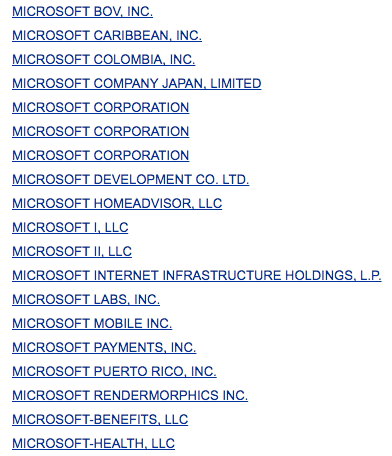 MICROSOFT BOV, INC.
MICROSOFT CARIBBEAN, INC.
MICROSOFT COLOMBIA, INC.
MICROSOFT COMPANY JAPAN, LIMITED
MICROSOFT CORPORATION
MICROSOFT CORPORATION
MICROSOFT CORPORATION
MICROSOFT DEVELOPMENT CO. LTD.
MICROSOFT HOMEADVISOR, LLC
MICROSOFT I, LLC
MICROSOFT II, LLC
MICROSOFT INTERNET INFRASTRUCTURE HOLDINGS, L.P.
MICROSOFT LABS, INC.
MICROSOFT MOBILE INC.
MICROSOFT PAYMENTS, INC.
MICROSOFT PUERTO RICO, INC.
MICROSOFT RENDERMORPHICS INC.
MICROSOFT-BENEFITS, LLC
MICROSOFT-HEALTH, LLC